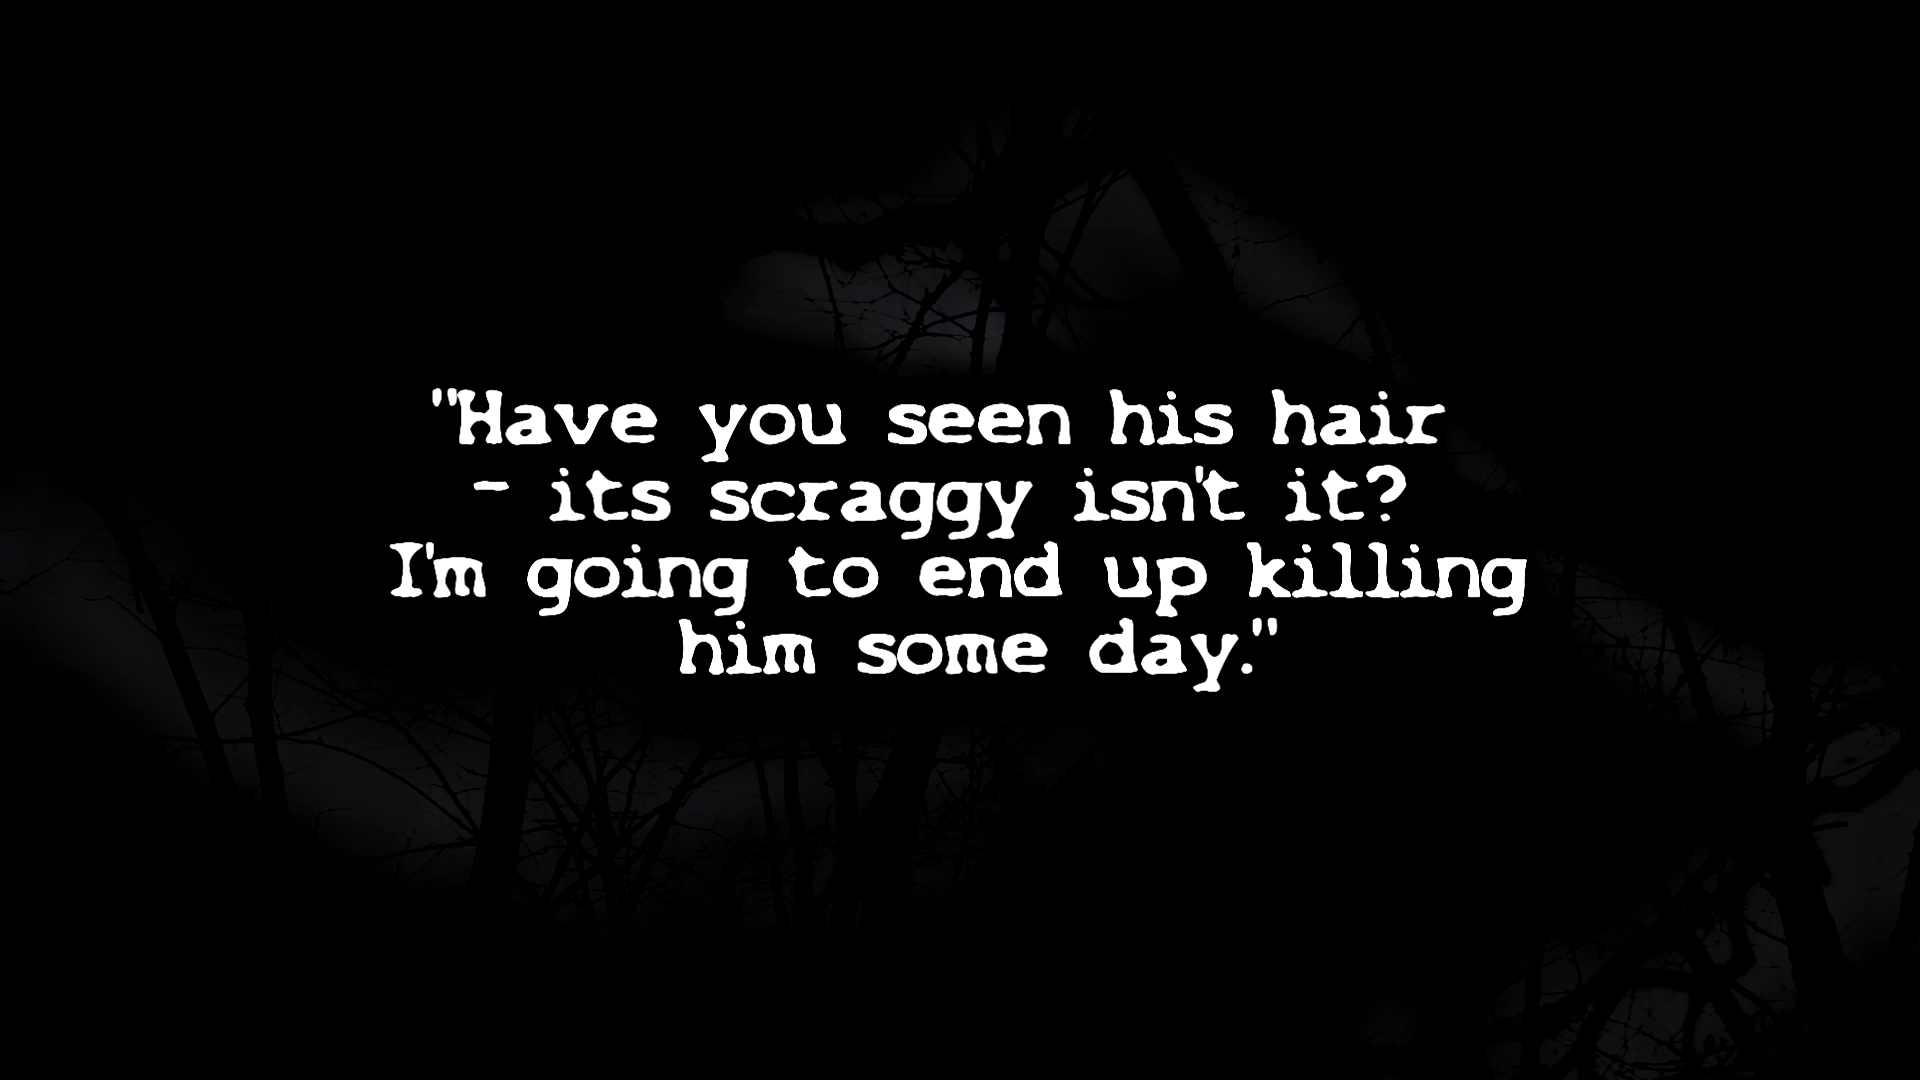 "Have you seen his hair
- its scraggy isn't it?
I'm going to end up killing
him some day."